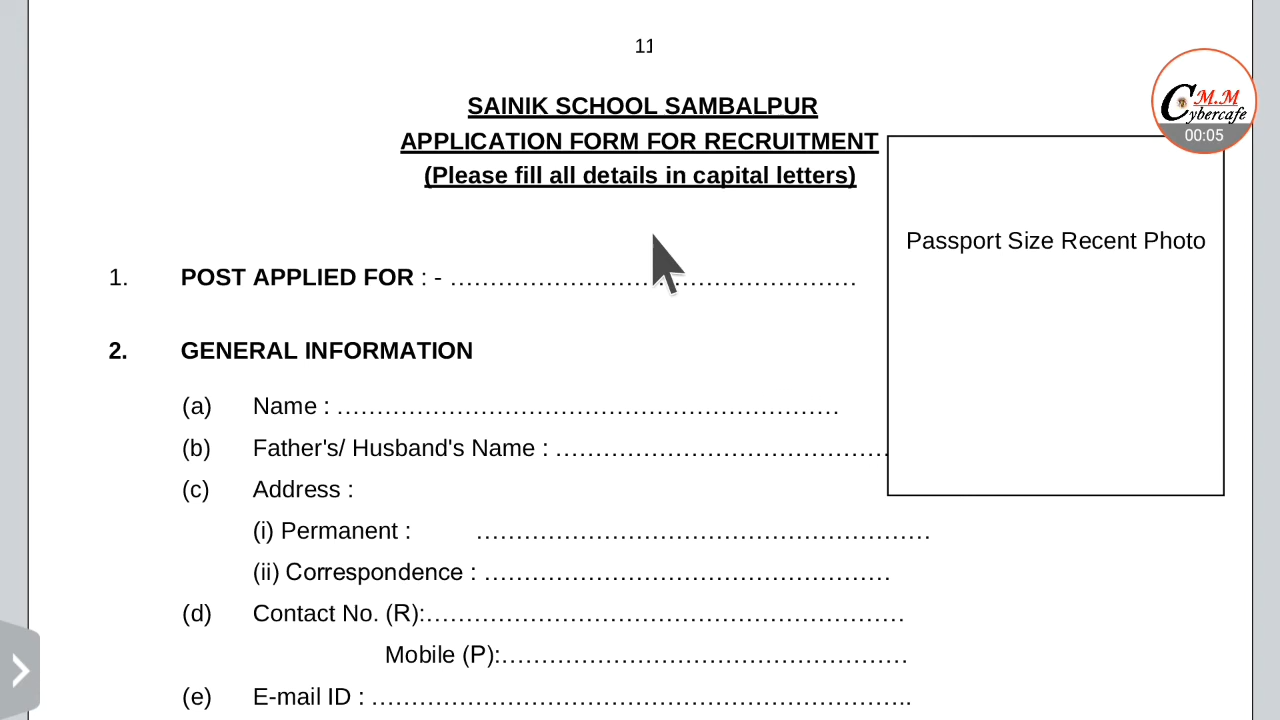 11
SAINIK SCHOOL SAMBALPUR
APPLICATION FORM FOR RECRUITMENT
(Please fill all details in capital letters)
M.M
Cybercafe
00:05
Passport Size Recent Photo
1. POST APPLIED FOR : - ...................................................
2. GENERAL INFORMATION
(a) Name : ...............................................................
(b) Father's/ Husband's Name : ..........................................
(c) Address :
(i) Permanent : .........................................................
(ii) Correspondence : ...................................................
(d) Contact No. (R):............................................................
Mobile (P):...................................................
(e) E-mail ID : ....................................................................